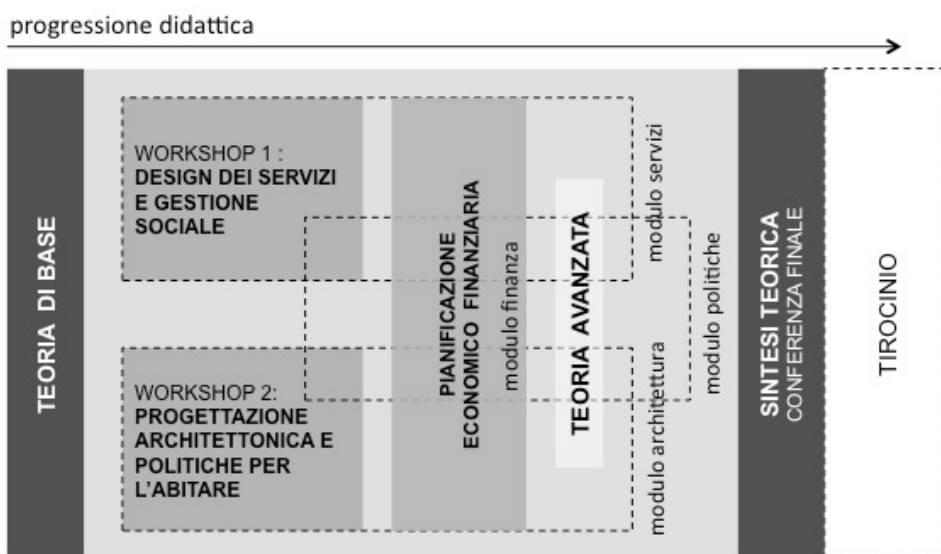 progressione didattica
TEORIA DI BASE
WORKSHOP 1 :
DESIGN DEI SERVIZI
E GESTIONE
SOCIALE
WORKSHOP 2:
PROGETTAZIONE
ARCHITETTONICA E
POLITICHE PER
L'ABITARE
PIANIFICAZIONE
ECONOMICO FINANZIARIA
modulo finanza
TEORIA AVANZATA
modulo servizi
modulo architettura
modulo politiche
SINTESI TEORICA
CONFERENZA FINALE
TIROCINIO